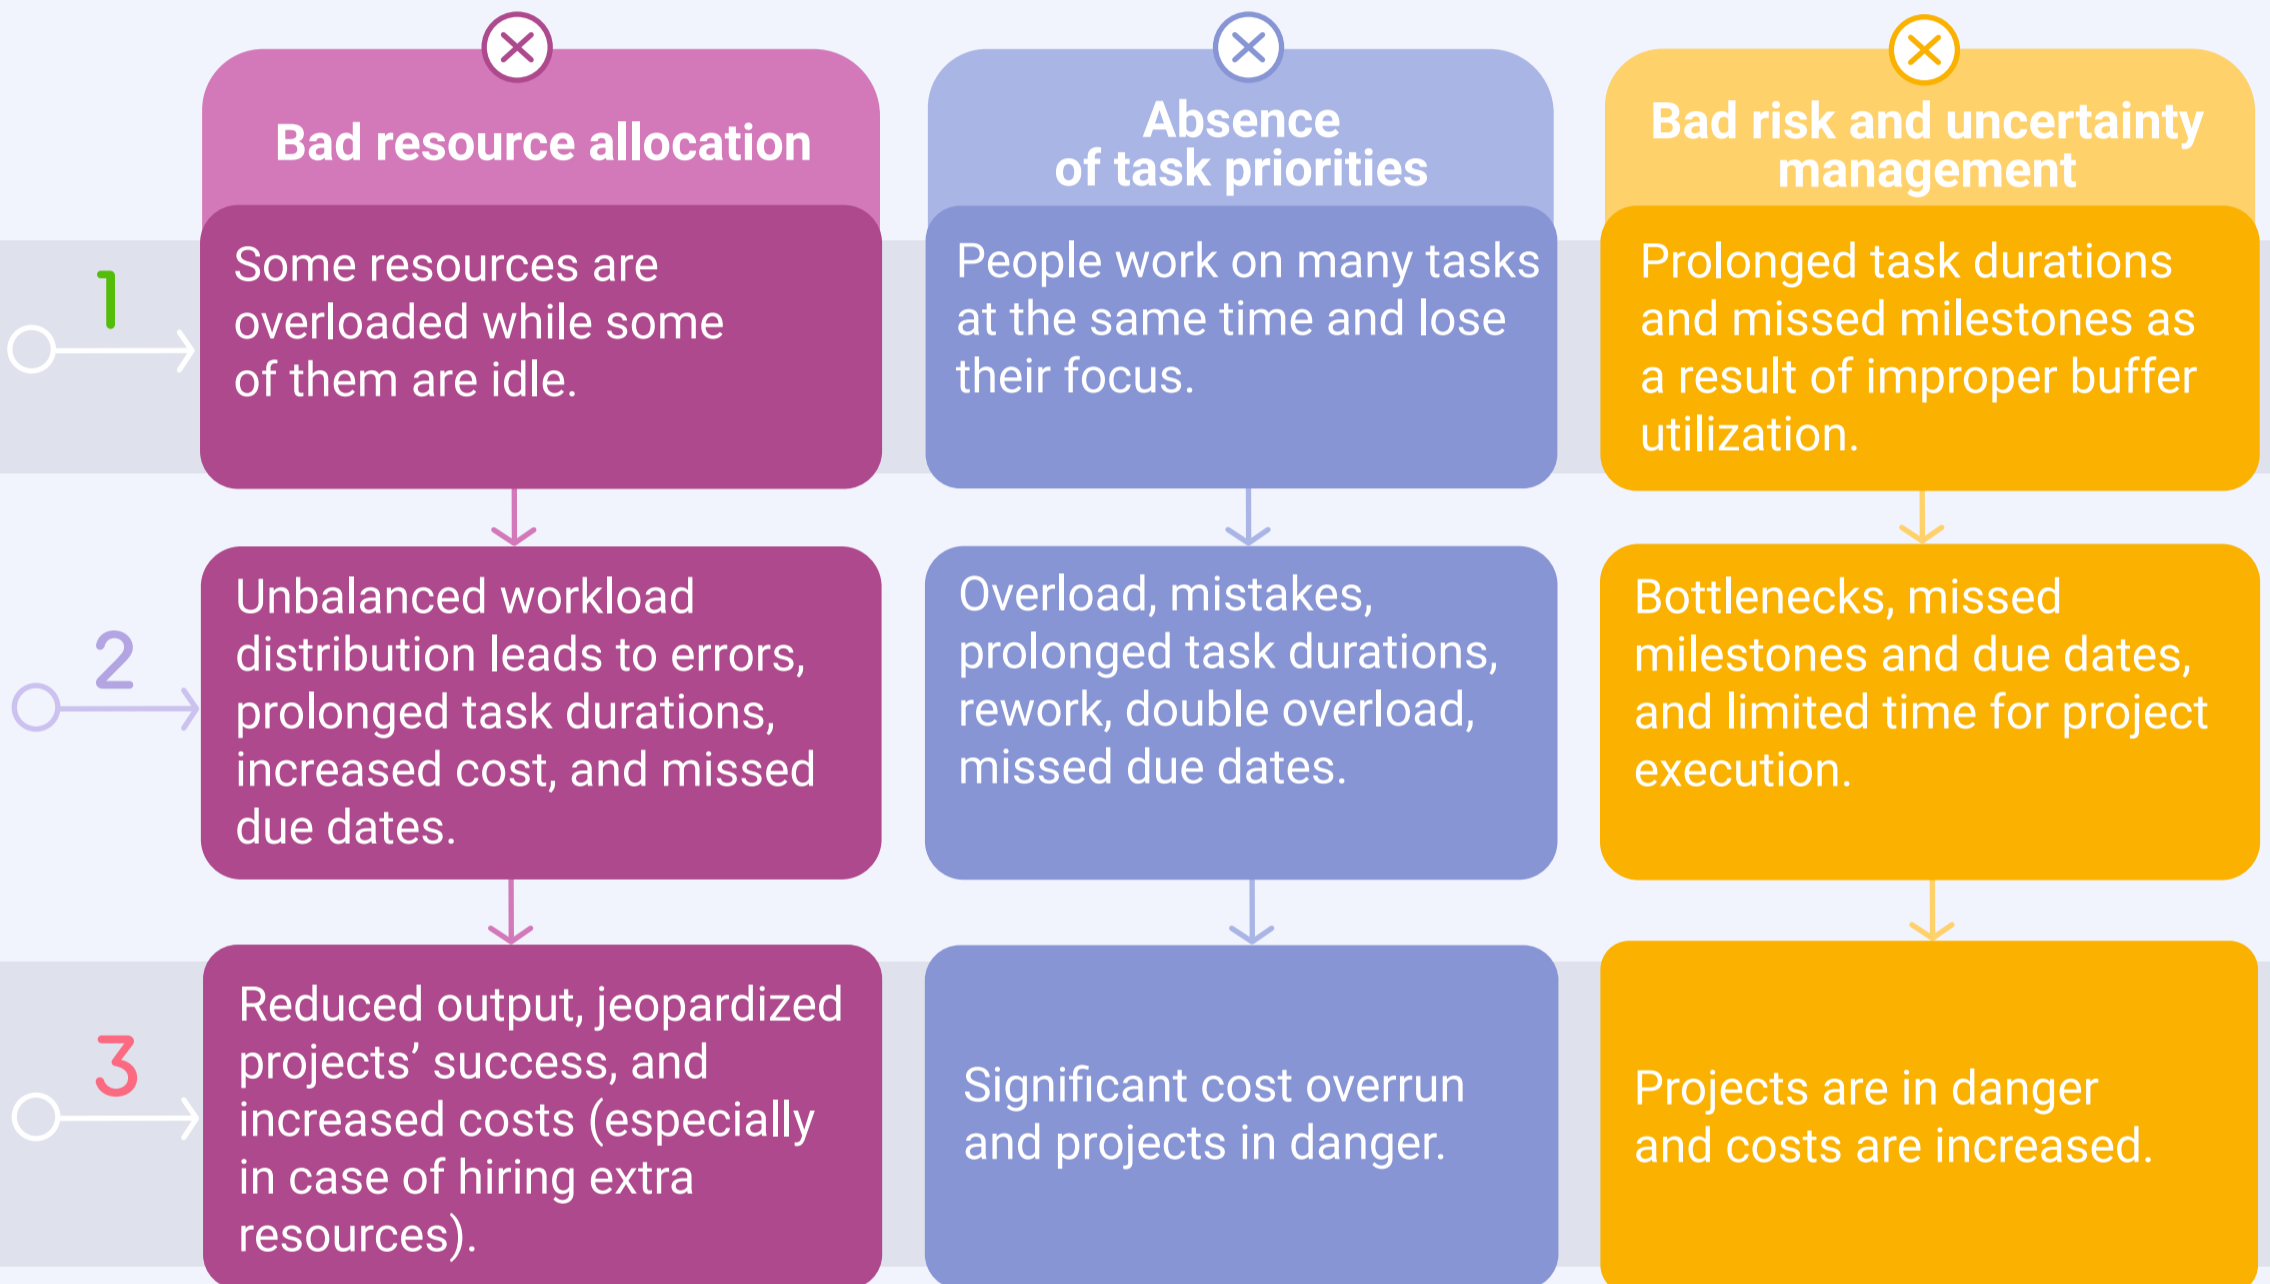 Bad resource allocation
Absence
of task priorities
Bad risk and uncertainty
management
1
Some resources are
overloaded while some
of them are idle.
People work on many tasks
at the same time and lose
their focus.
Prolonged task durations
and missed milestones as
a result of improper buffer
utilization.
2
Unbalanced workload
distribution leads to errors,
prolonged task durations,
increased cost, and missed
due dates.
Overload, mistakes,
prolonged task durations,
rework, double overload,
missed due dates.
Bottlenecks, missed
milestones and due dates,
and limited time for project
execution.
3
Reduced output, jeopardized
projects’ success, and
increased costs (especially
in case of hiring extra
resources).
Significant cost overrun
and projects in danger.
Projects are in danger
and costs are increased.